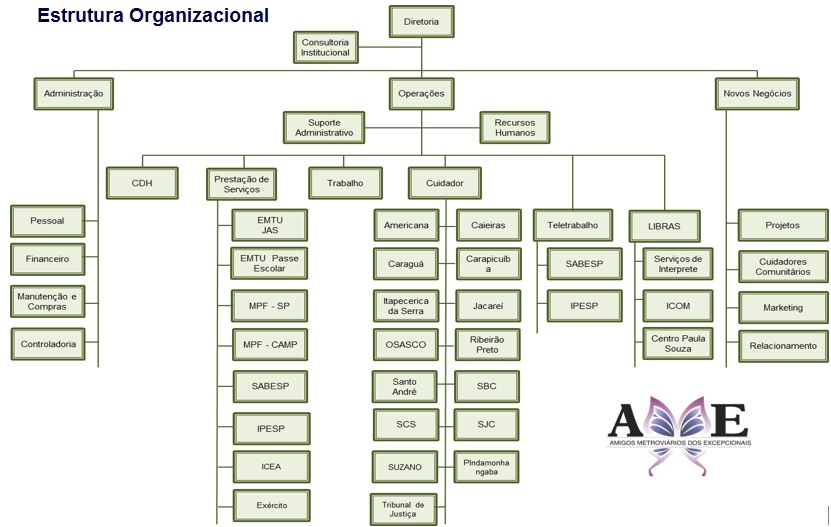 Estrutura Organizacional
Diretoria
Consultoria
Institucional
Administração
Operações
Novos Negócios
Suporte
Administrativo
Recursos
Humanos
CDH
Prestação de
Serviços
Trabalho
Cuidador
Teletrabalho
LIBRAS
Pessoal
Financeiro
Manutenção e
Compras
Controladoria
EMTU
JAS
EMTU Passe
Escolar
MPF - SP
MPF - CAMP
SABESP
IPESP
ICEA
Exército
Americana
Caieiras
Caraguá
Carapicuíb
a
Itapecerica
da Serra
Jacareí
OSASCO
Ribeirão
Preto
Santo
André
SBC
SCS
SJC
SUZANO
PIndamonha
ngaba
Tribunal de
Justiça
SABESP
IPESP
Serviços de
Interprete
ICOM
Centro Paula
Souza
Projetos
Cuidadores
Comunitários
Marketing
Relacionamento
AME
AMIGOS METROVIÁRIOS DOS EXCEPCIONAIS